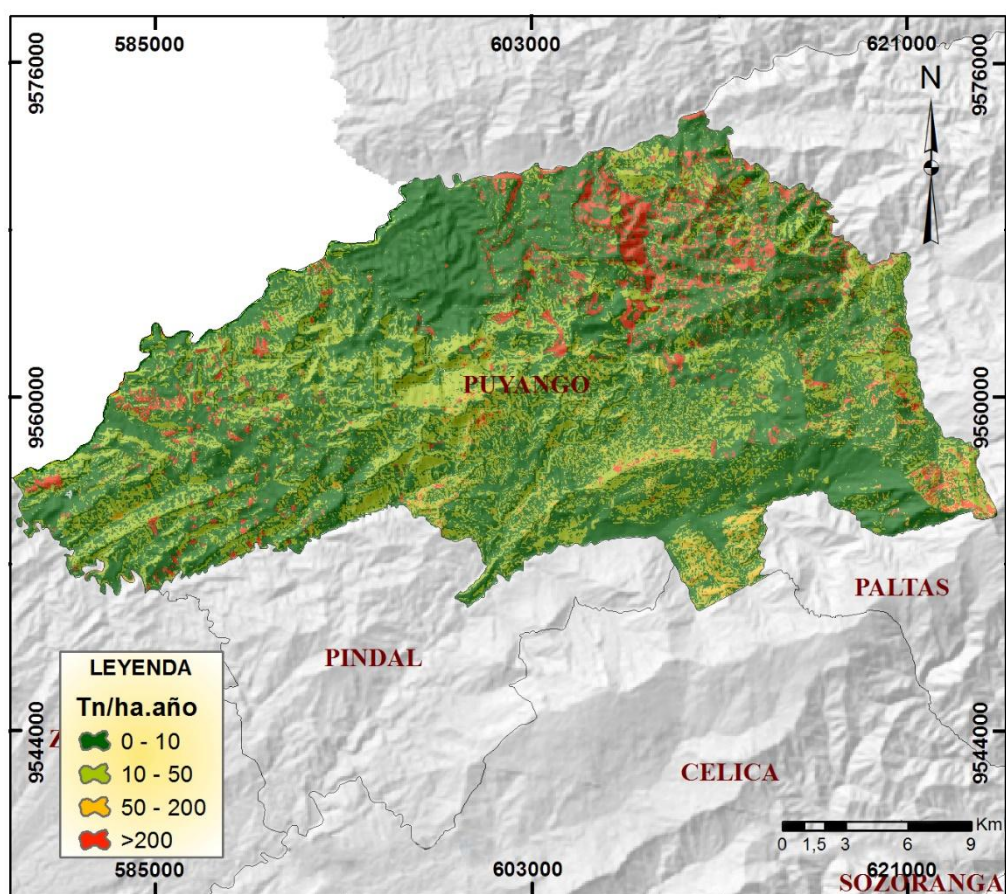 585000 603000 621000
9576000 9576000
N
PUYANGO
9560000 9560000
PALTAS
PINDAL
LEYENDA
Tn/ha.año
Z
0 - 10
10 - 50
50 - 200
>200
9544000 9544000
CELICA
Km
0 1,5 3 6 9
585000 603000 621000
SOZORANGA